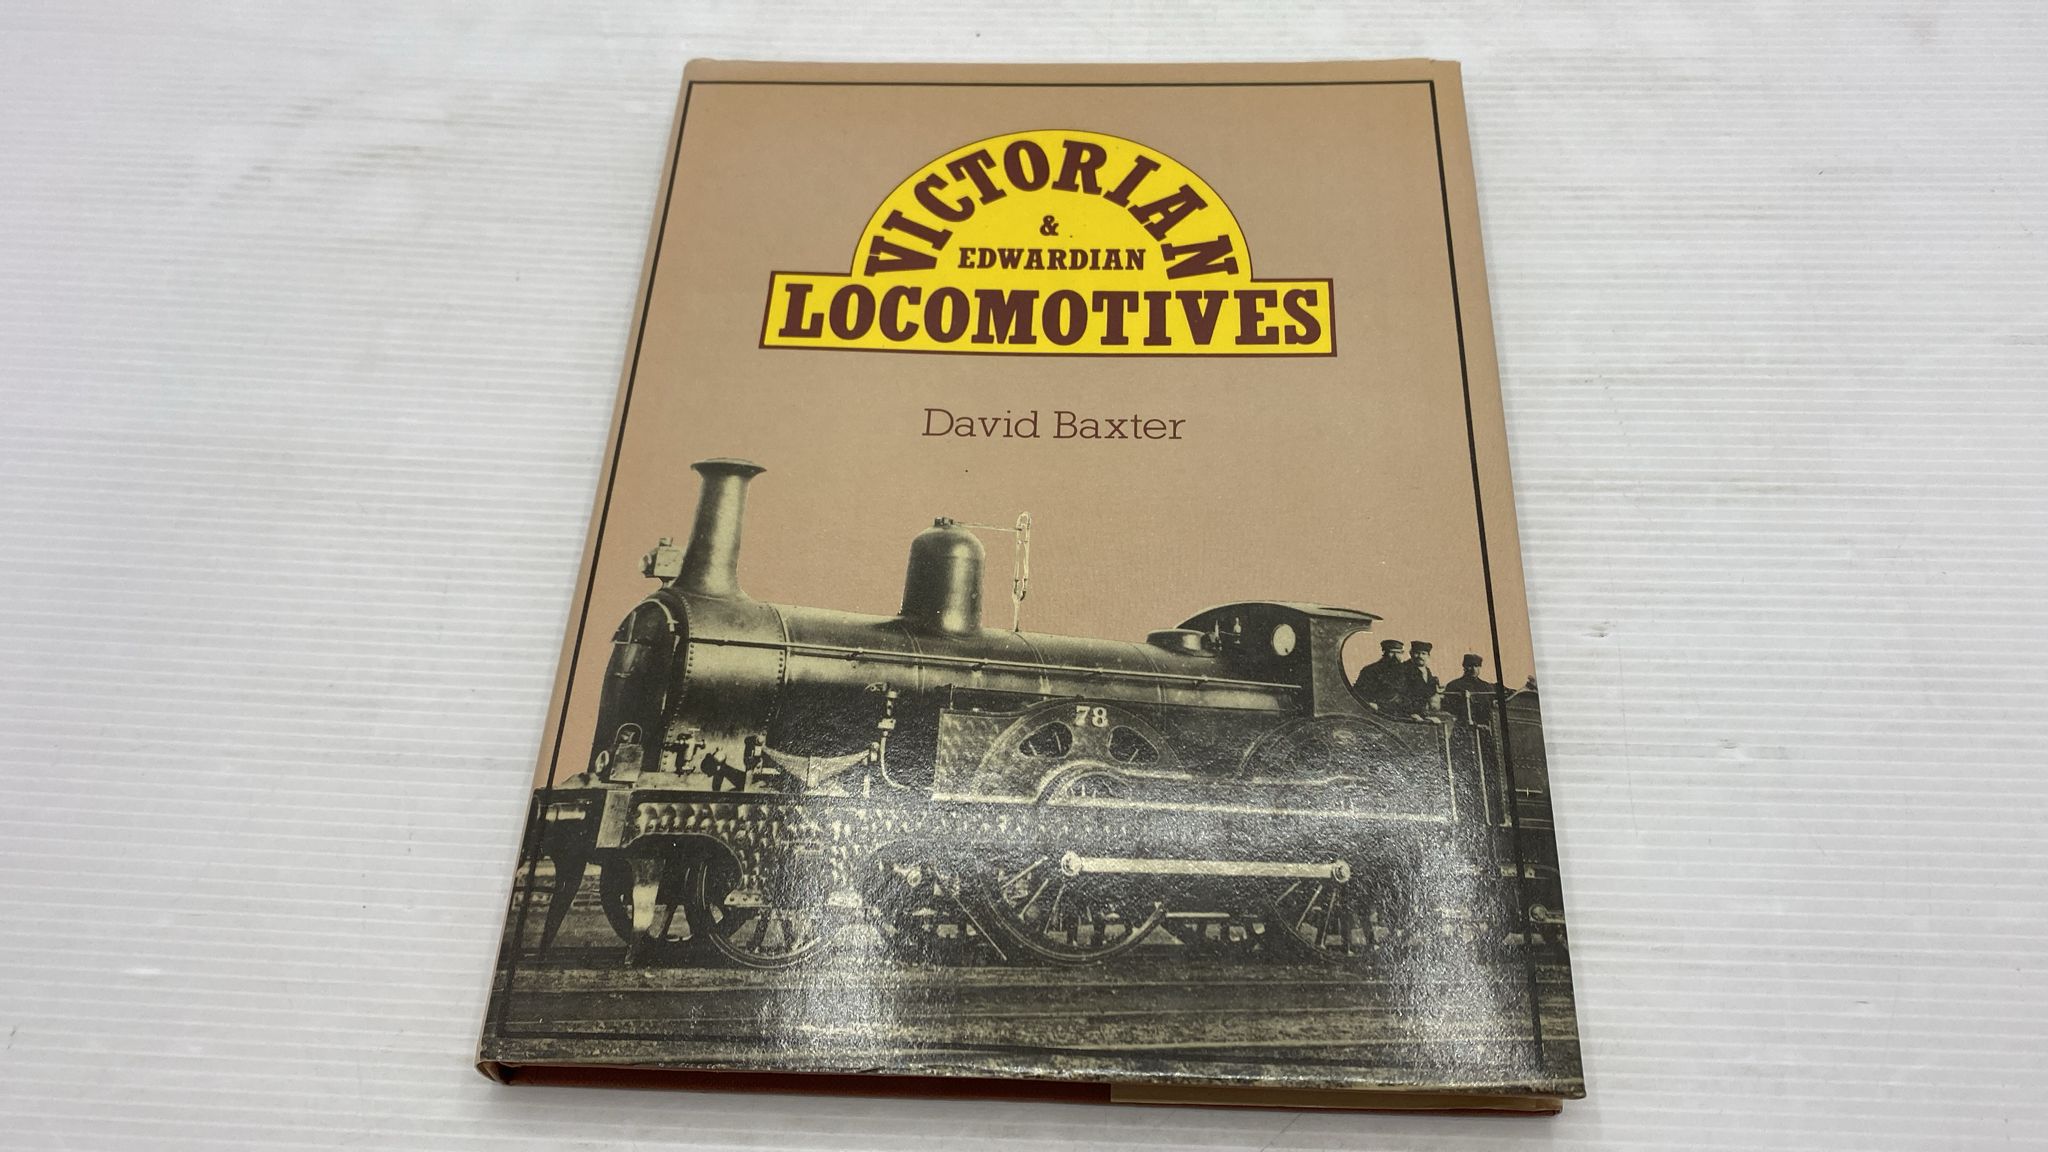 VICTORIAN
&
EDWARDIAN
LOCOMOTIVES
David Baxter
78